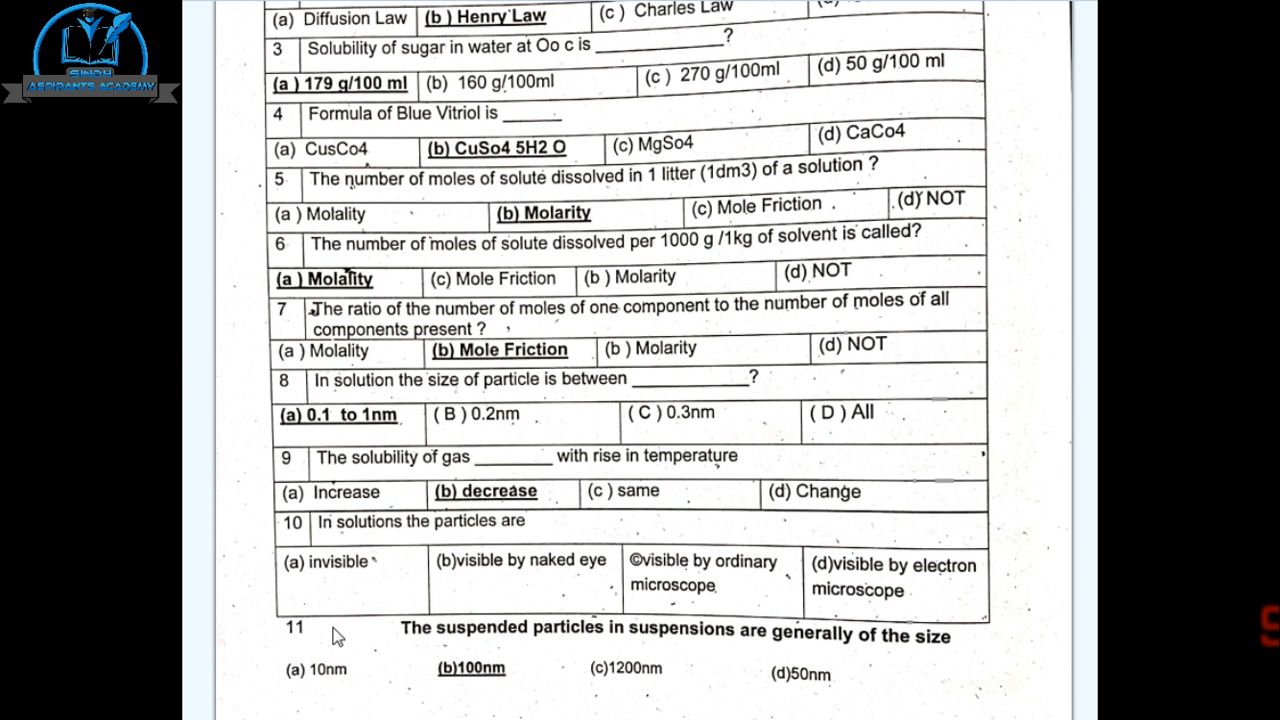 SINDH
ASPIRANTS ACADEMY
(a) Diffusion Law (b ) Henry Law (c ) Charles Law
3 Solubility of sugar in water at Oo c is ____________?
(a ) 179 g/100 ml (b) 160 g/100ml (c ) 270 g/100ml (d) 50 g/100 ml
4 Formula of Blue Vitriol is ______
(a) CusCo4 (b) CuSo4 5H2 O (c) MgSo4 (d) CaCo4
5 The number of moles of solute dissolved in 1 litter (1dm3) of a solution ?
(a ) Molality (b) Molarity (c) Mole Friction . (d) NOT
6 The number of moles of solute dissolved per 1000 g /1kg of solvent is called?
(a ) Molality (c) Mole Friction (b ) Molarity (d) NOT
7 The ratio of the number of moles of one component to the number of moles of all
components present ?
(a ) Molality (b) Mole Friction (b ) Molarity (d) NOT
8 In solution the size of particle is between ____________?
(a) 0.1 to 1nm ( B ) 0.2nm ( C ) 0.3nm ( D ) All
9 The solubility of gas ________ with rise in temperature
(a) Increase (b) decrease (c ) same (d) Change
10 In solutions the particles are
(a) invisible (b)visible by naked eye ©visible by ordinary (d)visible by electron
microscope microscope
11 The suspended particles in suspensions are generally of the size
(a) 10nm (b)100nm (c)1200nm (d)50nm